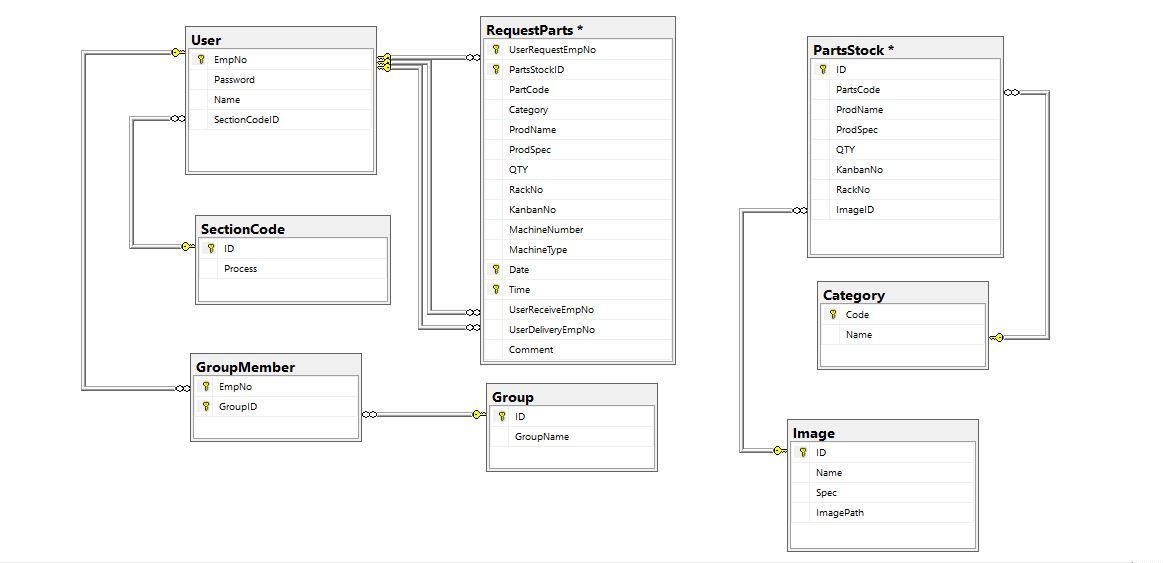 User
EmpNo
Password
Name
SectionCodeID
RequestParts *
UserRequestEmpNo
PartsStockID
PartCode
Category
ProdName
ProdSpec
QTY
RackNo
KanbanNo
MachineNumber
MachineType
Date
Time
UserReceiveEmpNo
UserDeliveryEmpNo
Comment
PartsStock *
ID
PartsCode
ProdName
ProdSpec
QTY
KanbanNo
RackNo
ImageID
SectionCode
ID
Process
Category
Code
Name
GroupMember
EmpNo
GroupID
Group
ID
GroupName
Image
ID
Name
Spec
ImagePath